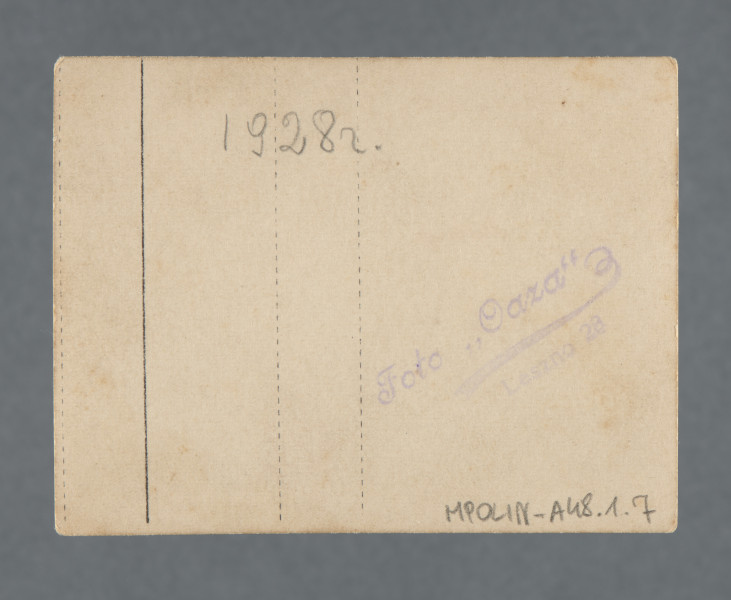 1928r.
Foto „Oaza“
Leszno 28
MPOLIN-A48.1.7